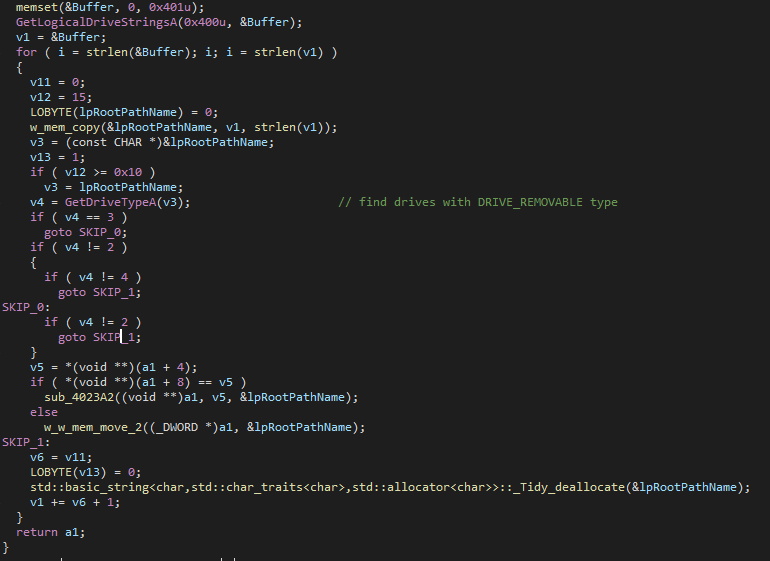 memset(&Buffer, 0, 0x401u);
GetLogicalDriveStringsA(0x400u, &Buffer);
v1 = &Buffer;
for ( i = strlen(&Buffer); i; i = strlen(v1) )
{
v11 = 0;
v12 = 15;
LOBYTE(lpRootPathName) = 0;
w_mem_copy(&lpRootPathName, v1, strlen(v1));
v3 = (const CHAR *)&lpRootPathName;
v13 = 1;
if ( v12 >= 0x10 )
v3 = lpRootPathName;
v4 = GetDriveTypeA(v3); // find drives with DRIVE_REMOVABLE type
if ( v4 == 3 )
goto SKIP_0;
if ( v4 != 2 )
{
if ( v4 != 4 )
goto SKIP_1;
SKIP_0:
if ( v4 != 2 )
goto SKIP_1;
}
v5 = *(void **)(a1 + 4);
if ( *(void **)(a1 + 8) == v5 )
sub_4023A2((void **)a1, v5, &lpRootPathName);
else
w_w_mem_move_2((_DWORD *)a1, &lpRootPathName);
SKIP_1:
v6 = v11;
LOBYTE(v13) = 0;
std::basic_string<char,std::char_traits<char>,std::allocator<char>>::_Tidy_deallocate(&lpRootPathName);
v1 += v6 + 1;
}
return a1;
}